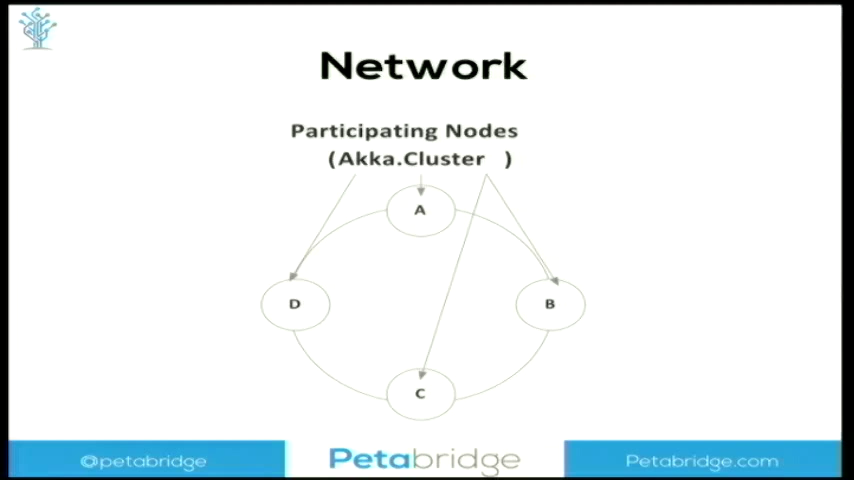 Network
Participating Nodes
(Akka.Cluster )
A
D
B
C
@petabridge
Petabridge
Petabridge.com